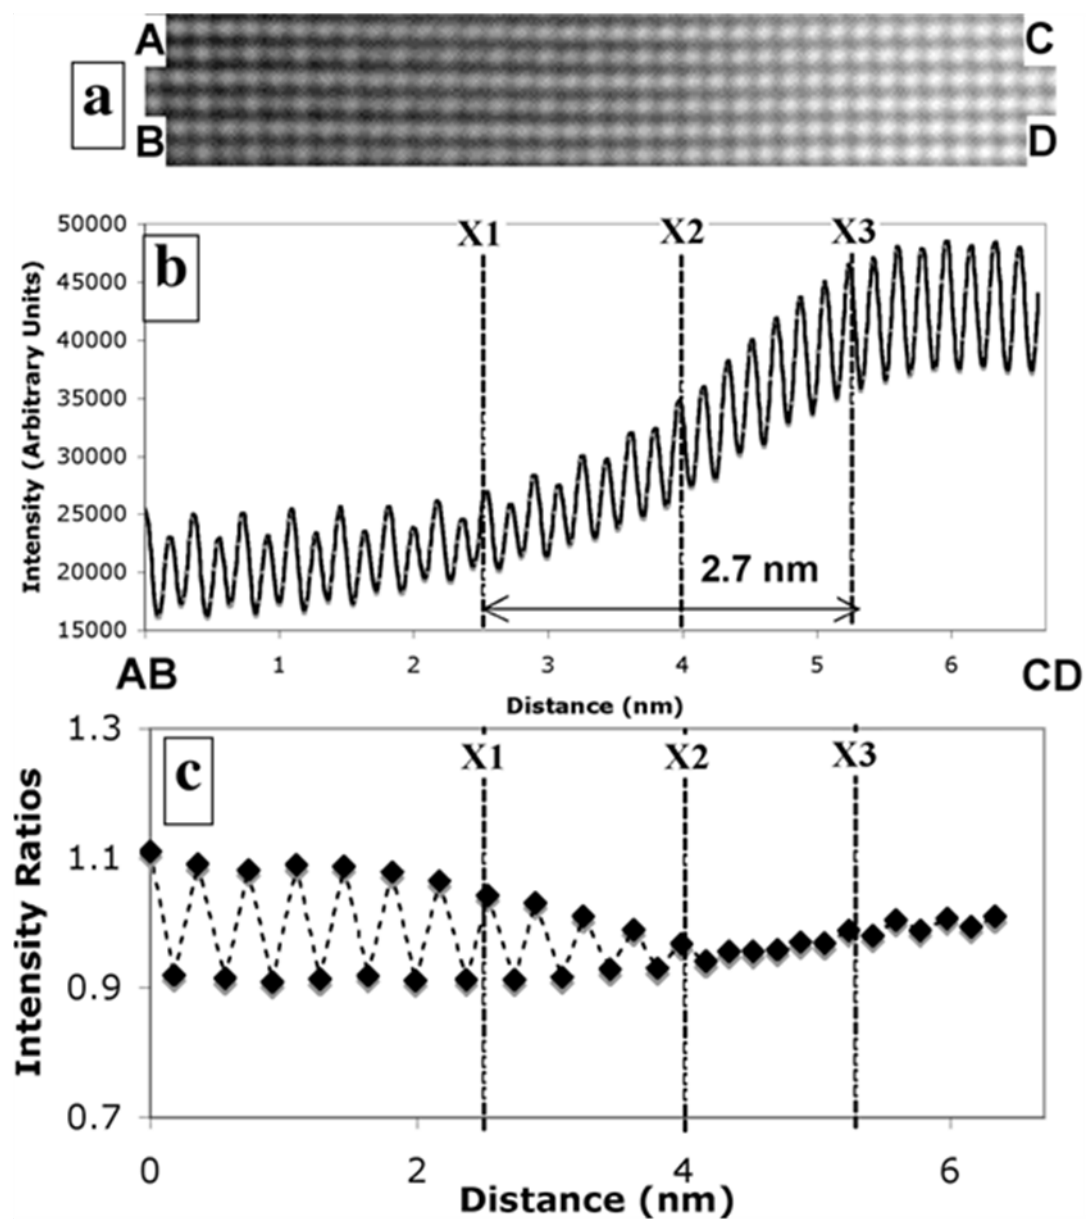 A C
a
B D
50000 X1 X2 X3
b
45000
40000
35000
30000
25000
20000 2.7 nm
15000
Intensity (Arbitrary Units)
1 2 3 4 5 6
AB CD
Distance (nm)
1.3
c X1 X2 X3
1.1
0.9
0.7
Intensity Ratios
0 2 4 6
Distance (nm)